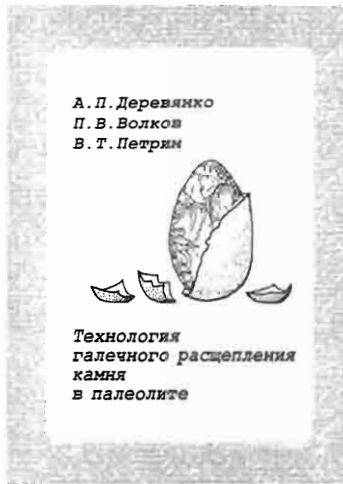 А.П.Деревянко
П.В.Волков
В.Т.Петрин
Технология
галечного расщепления
камня
в палеолите